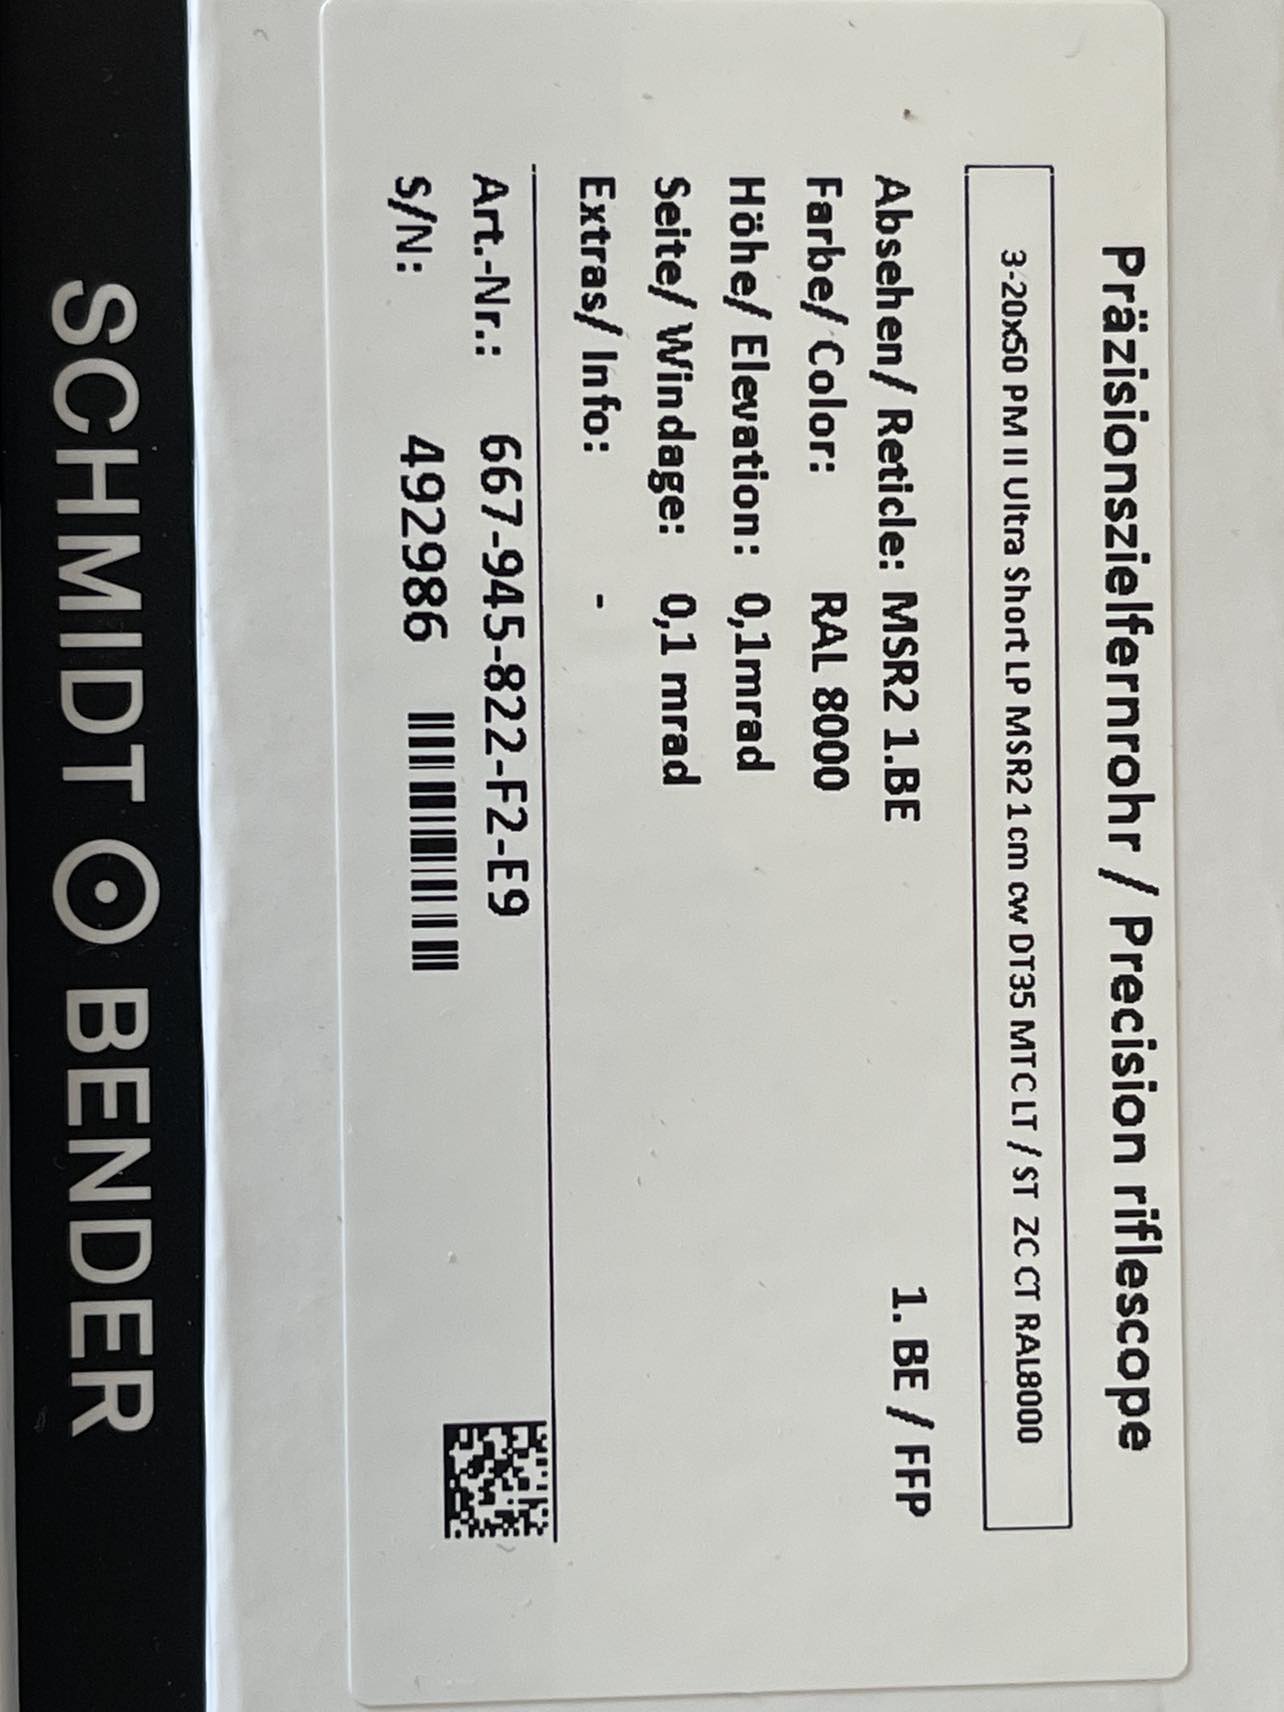 Präzisionszielfernrohr / Precision riflescope
3-20x50 PM II Ultra Short LP MSR2 1 cm cw DT35 MTC LT / ST ZC CT RAL8000
Absehen/ Reticle: MSR2 1.BE 1. BE / FFP
Farbe/ Color: RAL 8000
Höhe/ Elevation: 0,1mrad
Seite/ Windage: 0,1 mrad
Extras/ Info: -
Art.-Nr.: 667-945-822-F2-E9
S/N: 492986
SCHMIDT BENDER